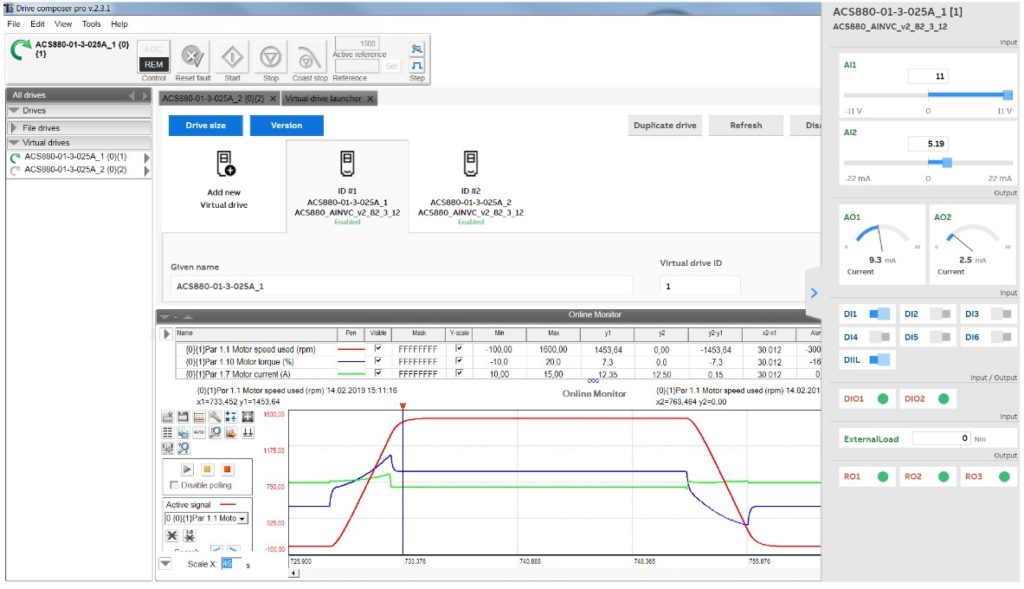 Drive composer pro v.2.3.1
File Edit View Tools Help
ACS880-01-3-025A_1 {0}
{1}
LOC
REM
Control
Reset fault
Start
Stop
Coast stop
1500
Active reference
Set
Reference
Step
All drives
Drives
File drives
Virtual drives
ACS880-01-3-025A_1 {0}{1}
ACS880-01-3-025A_2 {0}{2}
ACS880-01-3-025A_2 {0}{2} ×
Virtual drive launcher ×
Drive size
Version
Duplicate drive
Refresh
Disa
Add new
Virtual drive
ID #1
ACS880-01-3-025A_1
ACS880_AINVC_v2_82_3_12
Enabled
ID #2
ACS880-01-3-025A_2
ACS880_AINVC_v2_82_3_12
Enabled
Given name
ACS880-01-3-025A_1
Virtual drive ID
1
Online Monitor
Name Pen Visible Mask Y-scale Min Max y1 y2 y2-y1 x2-x1 Alar
{0}{1}Par 1.1 Motor speed used (rpm) FFFFFFFF -100,00 1600,00 1453,64 0,00 -1453,64 30.012 -300
{0}{1}Par 1.10 Motor torque (%) FFFFFFFF -10.0 20.0 7,3 0.0 -7,3 30.012 -16
{0}{1}Par 1.7 Motor current (A) FFFFFFFF 10,00 15,00 12,35 12.50 0,15 30.012
{0}{1}Par 1.1 Motor speed used (rpm) 14.02.2019 15:11:16
x1=733,452 y1=1453,64
Online Monitor
{0}{1}Par 1.1 Motor speed used (rpm) 14.02.201
x2=763,464 y2=0,00
AUTO
Disable polling
Active signal
0 {0}{1}Par 1.1 Moto
Scale X: 45 s
1600,00
1175,00
750,00
325,00
-100,00
725,900
733,376
740,888
748,365
755,876
ACS880-01-3-025A_1 [1]
ACS880_AINVC_v2_82_3_12
Input
AI1
11
-11 V 0 11 V
AI2
5.19
-22 mA 0 22 mA
Output
AO1
0
9.3 mA
Current
AO2
0
2.5 mA
Current
Input
DI1 DI2 DI3
DI4 DI5 DI6
DIIL
Input / Output
DIO1 DIO2
Input
ExternalLoad 0 Nm
Output
RO1 RO2 RO3